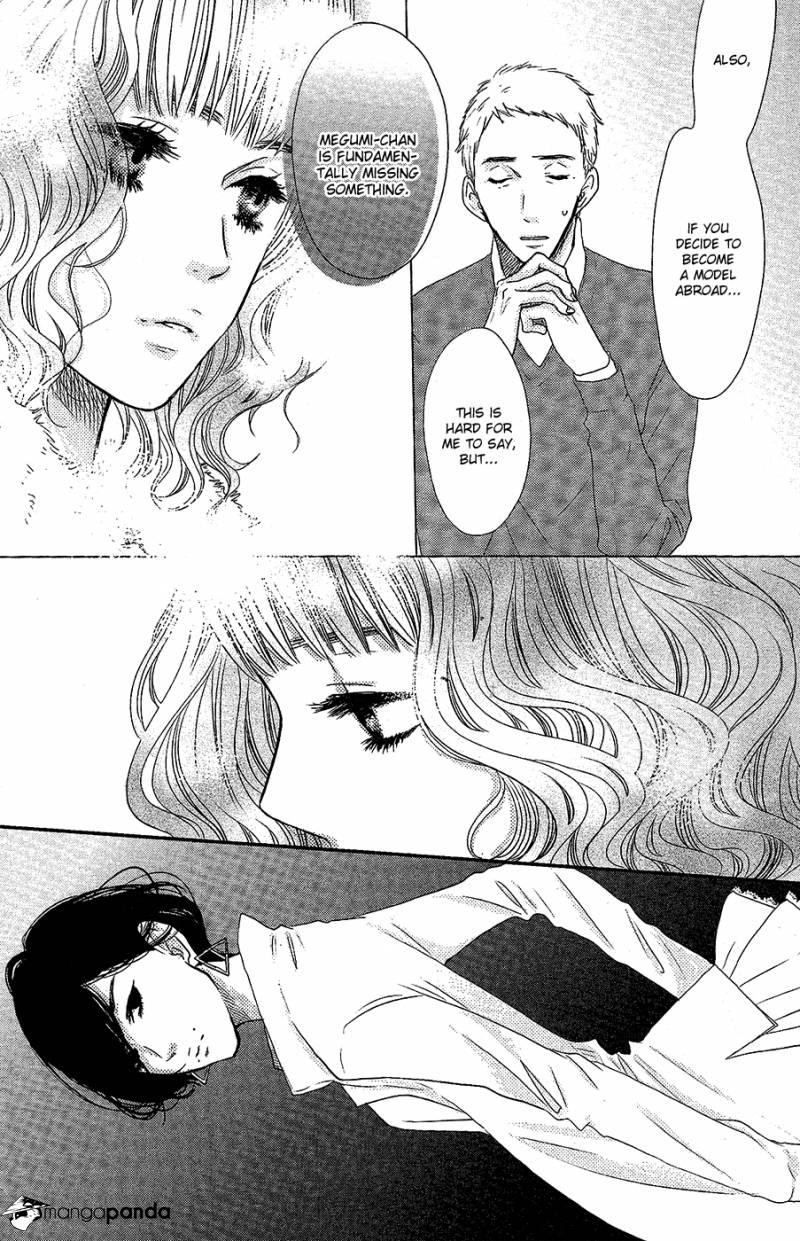 ALSO,
IF YOU
DECIDE TO
BECOME
A MODEL
ABROAD...
THIS IS
HARD FOR
ME TO SAY,
BUT...
MEGUMI-CHAN
IS FUNDAMEN-
TALLY MISSING
SOMETHING.
mangapanda